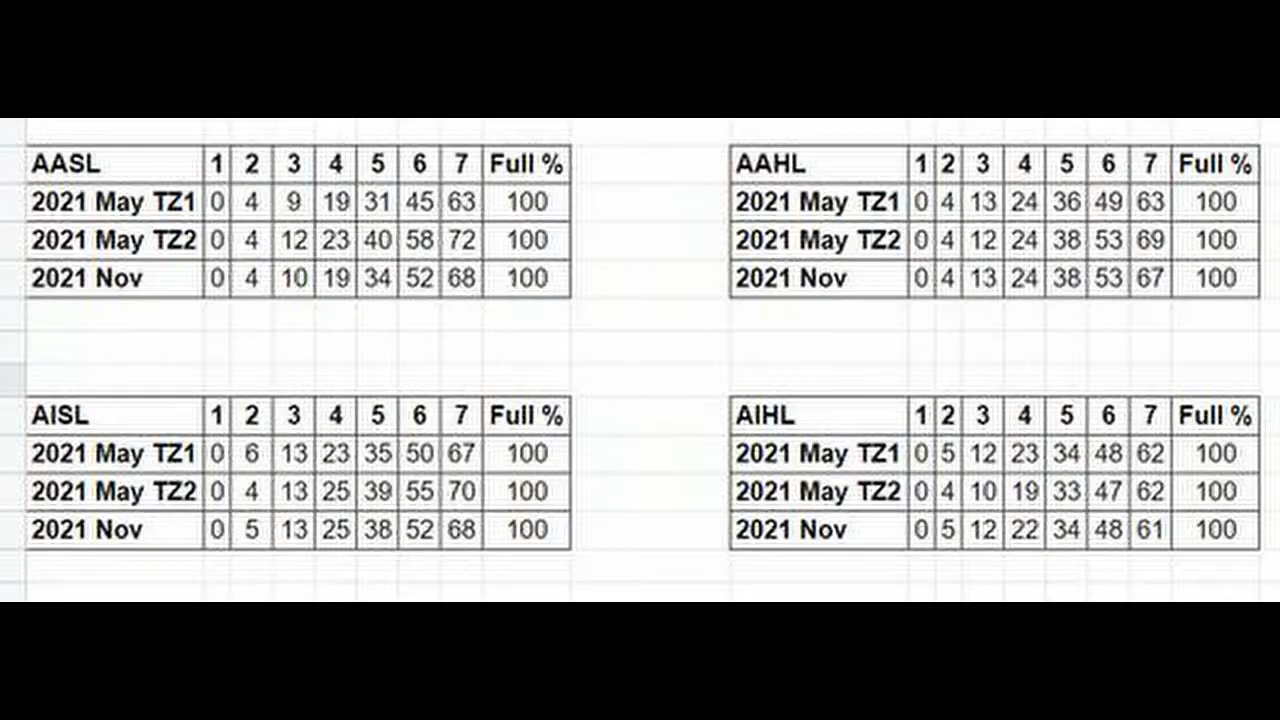 AASL 1 2 3 4 5 6 7 Full %
2021 May TZ1 0 4 9 19 31 45 63 100
2021 May TZ2 0 4 12 23 40 58 72 100
2021 Nov 0 4 10 19 34 52 68 100
AAHL 1 2 3 4 5 6 7 Full %
2021 May TZ1 0 4 13 24 36 49 63 100
2021 May TZ2 0 4 12 24 38 53 69 100
2021 Nov 0 4 13 24 38 53 67 100
AISL 1 2 3 4 5 6 7 Full %
2021 May TZ1 0 6 13 23 35 50 67 100
2021 May TZ2 0 4 13 25 39 55 70 100
2021 Nov 0 5 13 25 38 52 68 100
AIHL 1 2 3 4 5 6 7 Full %
2021 May TZ1 0 5 12 23 34 48 62 100
2021 May TZ2 0 4 10 19 33 47 62 100
2021 Nov 0 5 12 22 34 48 61 100